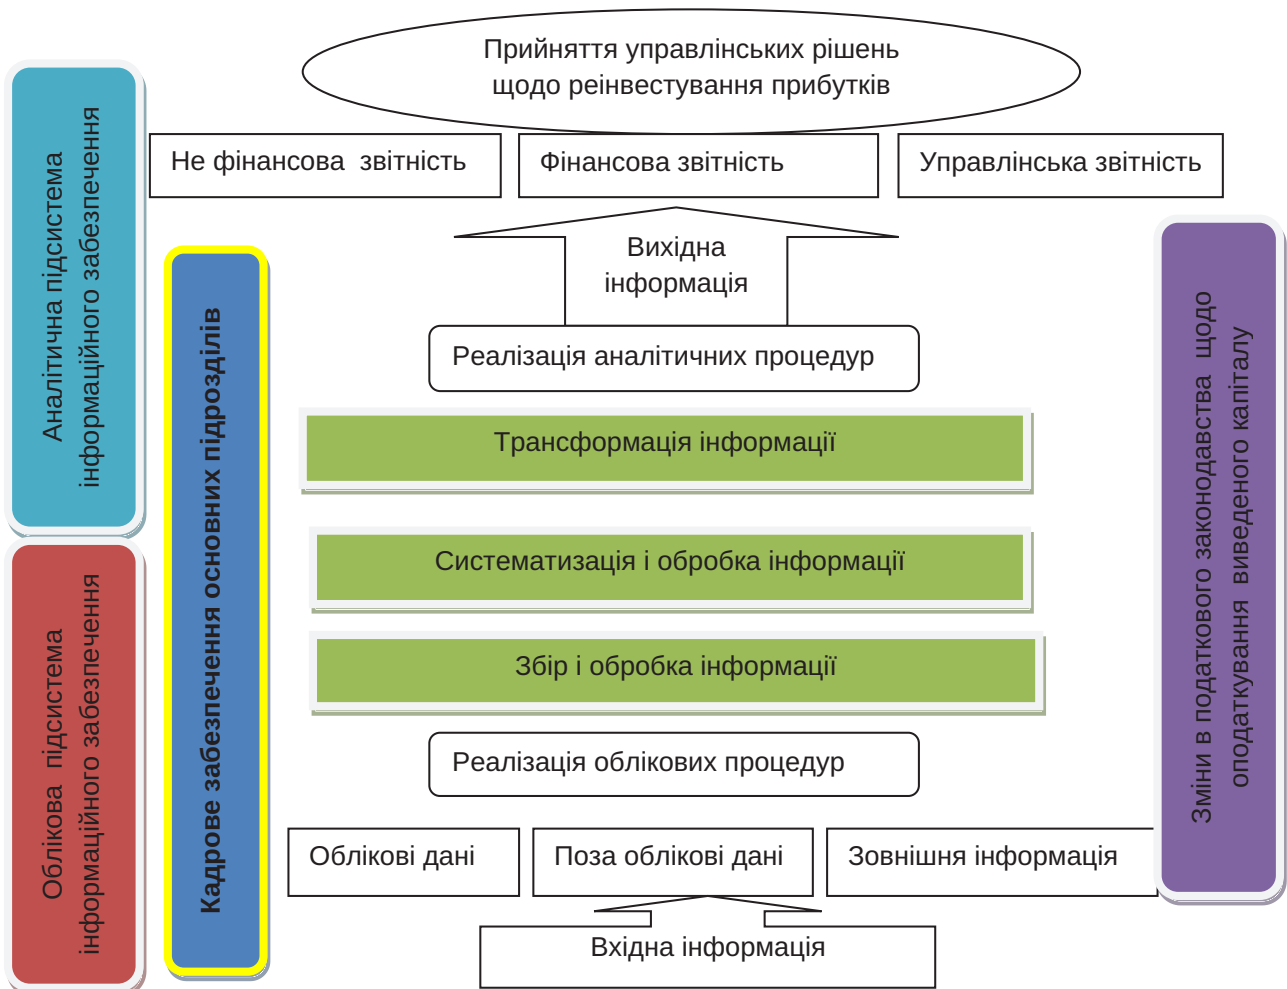 Прийняття управлінських рішень
щодо реінвестування прибутків
Не фінансова звітність
Фінансова звітність
Управлінська звітність
Аналітична підсистема
інформаційного забезпечення
Вихідна
інформація
Кадрове забезпечення основних підрозділів
Зміни в податкового законодавства щодо
оподаткування виведеного капіталу
Реалізація аналітичних процедур
Трансформація інформації
Систематизація і обробка інформації
Облікова підсистема
інформаційного забезпечення
Збір і обробка інформації
Реалізація облікових процедур
Облікові дані
Поза облікові дані
Зовнішня інформація
Вхідна інформація